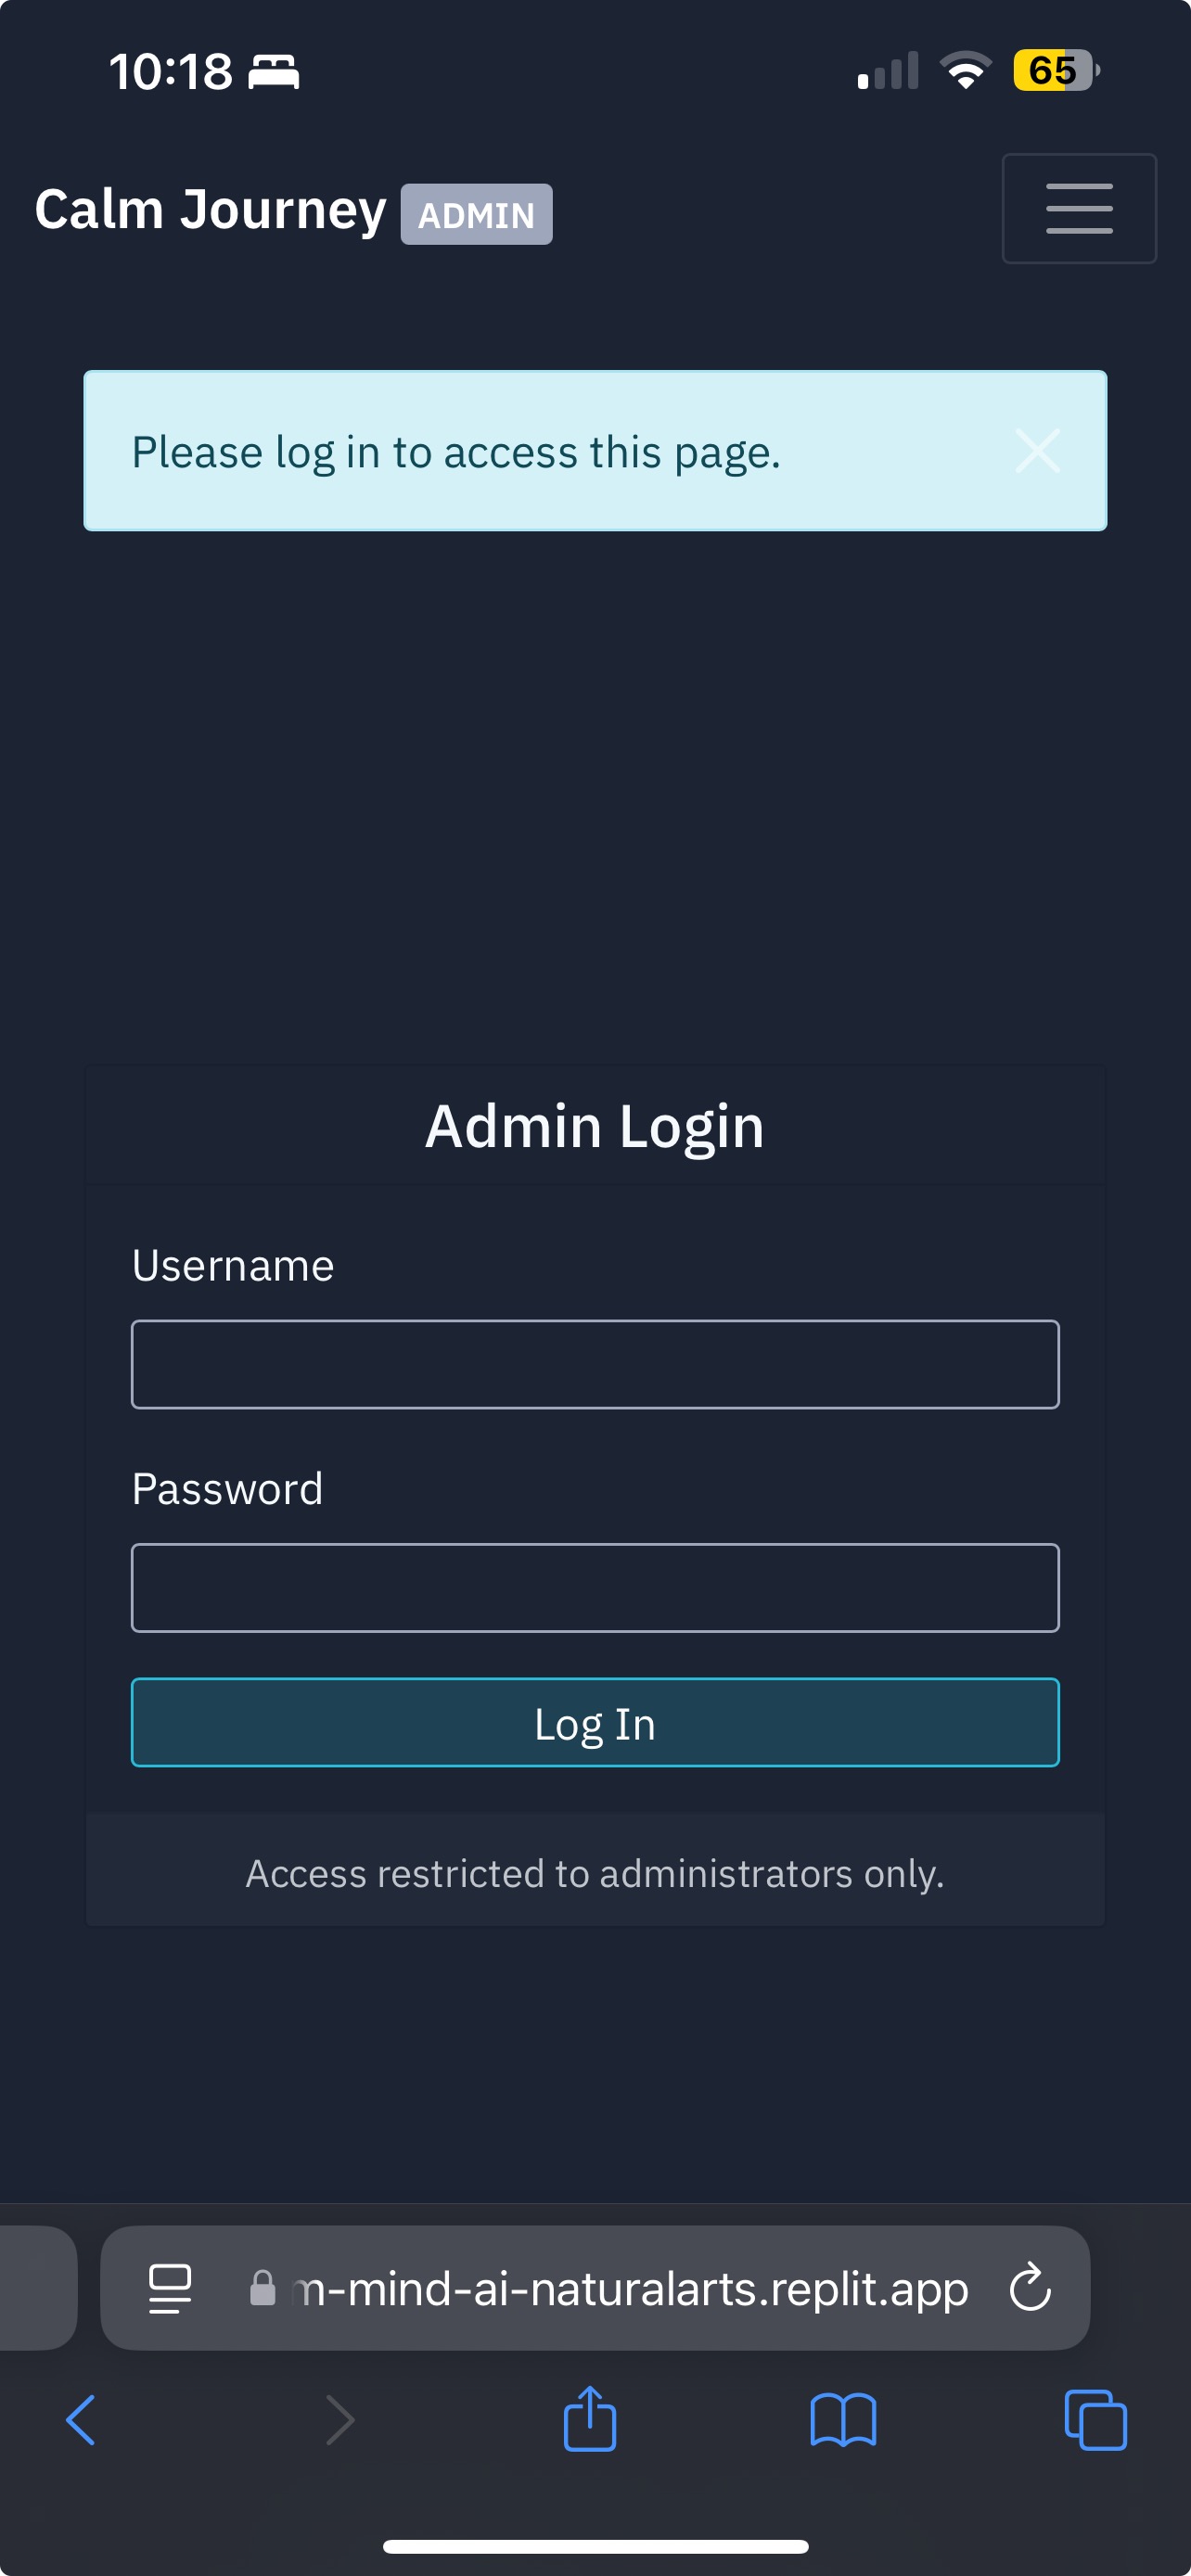 10:18
65
Calm Journey ADMIN
Please log in to access this page.
Admin Login
Username
Password
Log In
Access restricted to administrators only.
m-mind-ai-naturalarts.replit.app